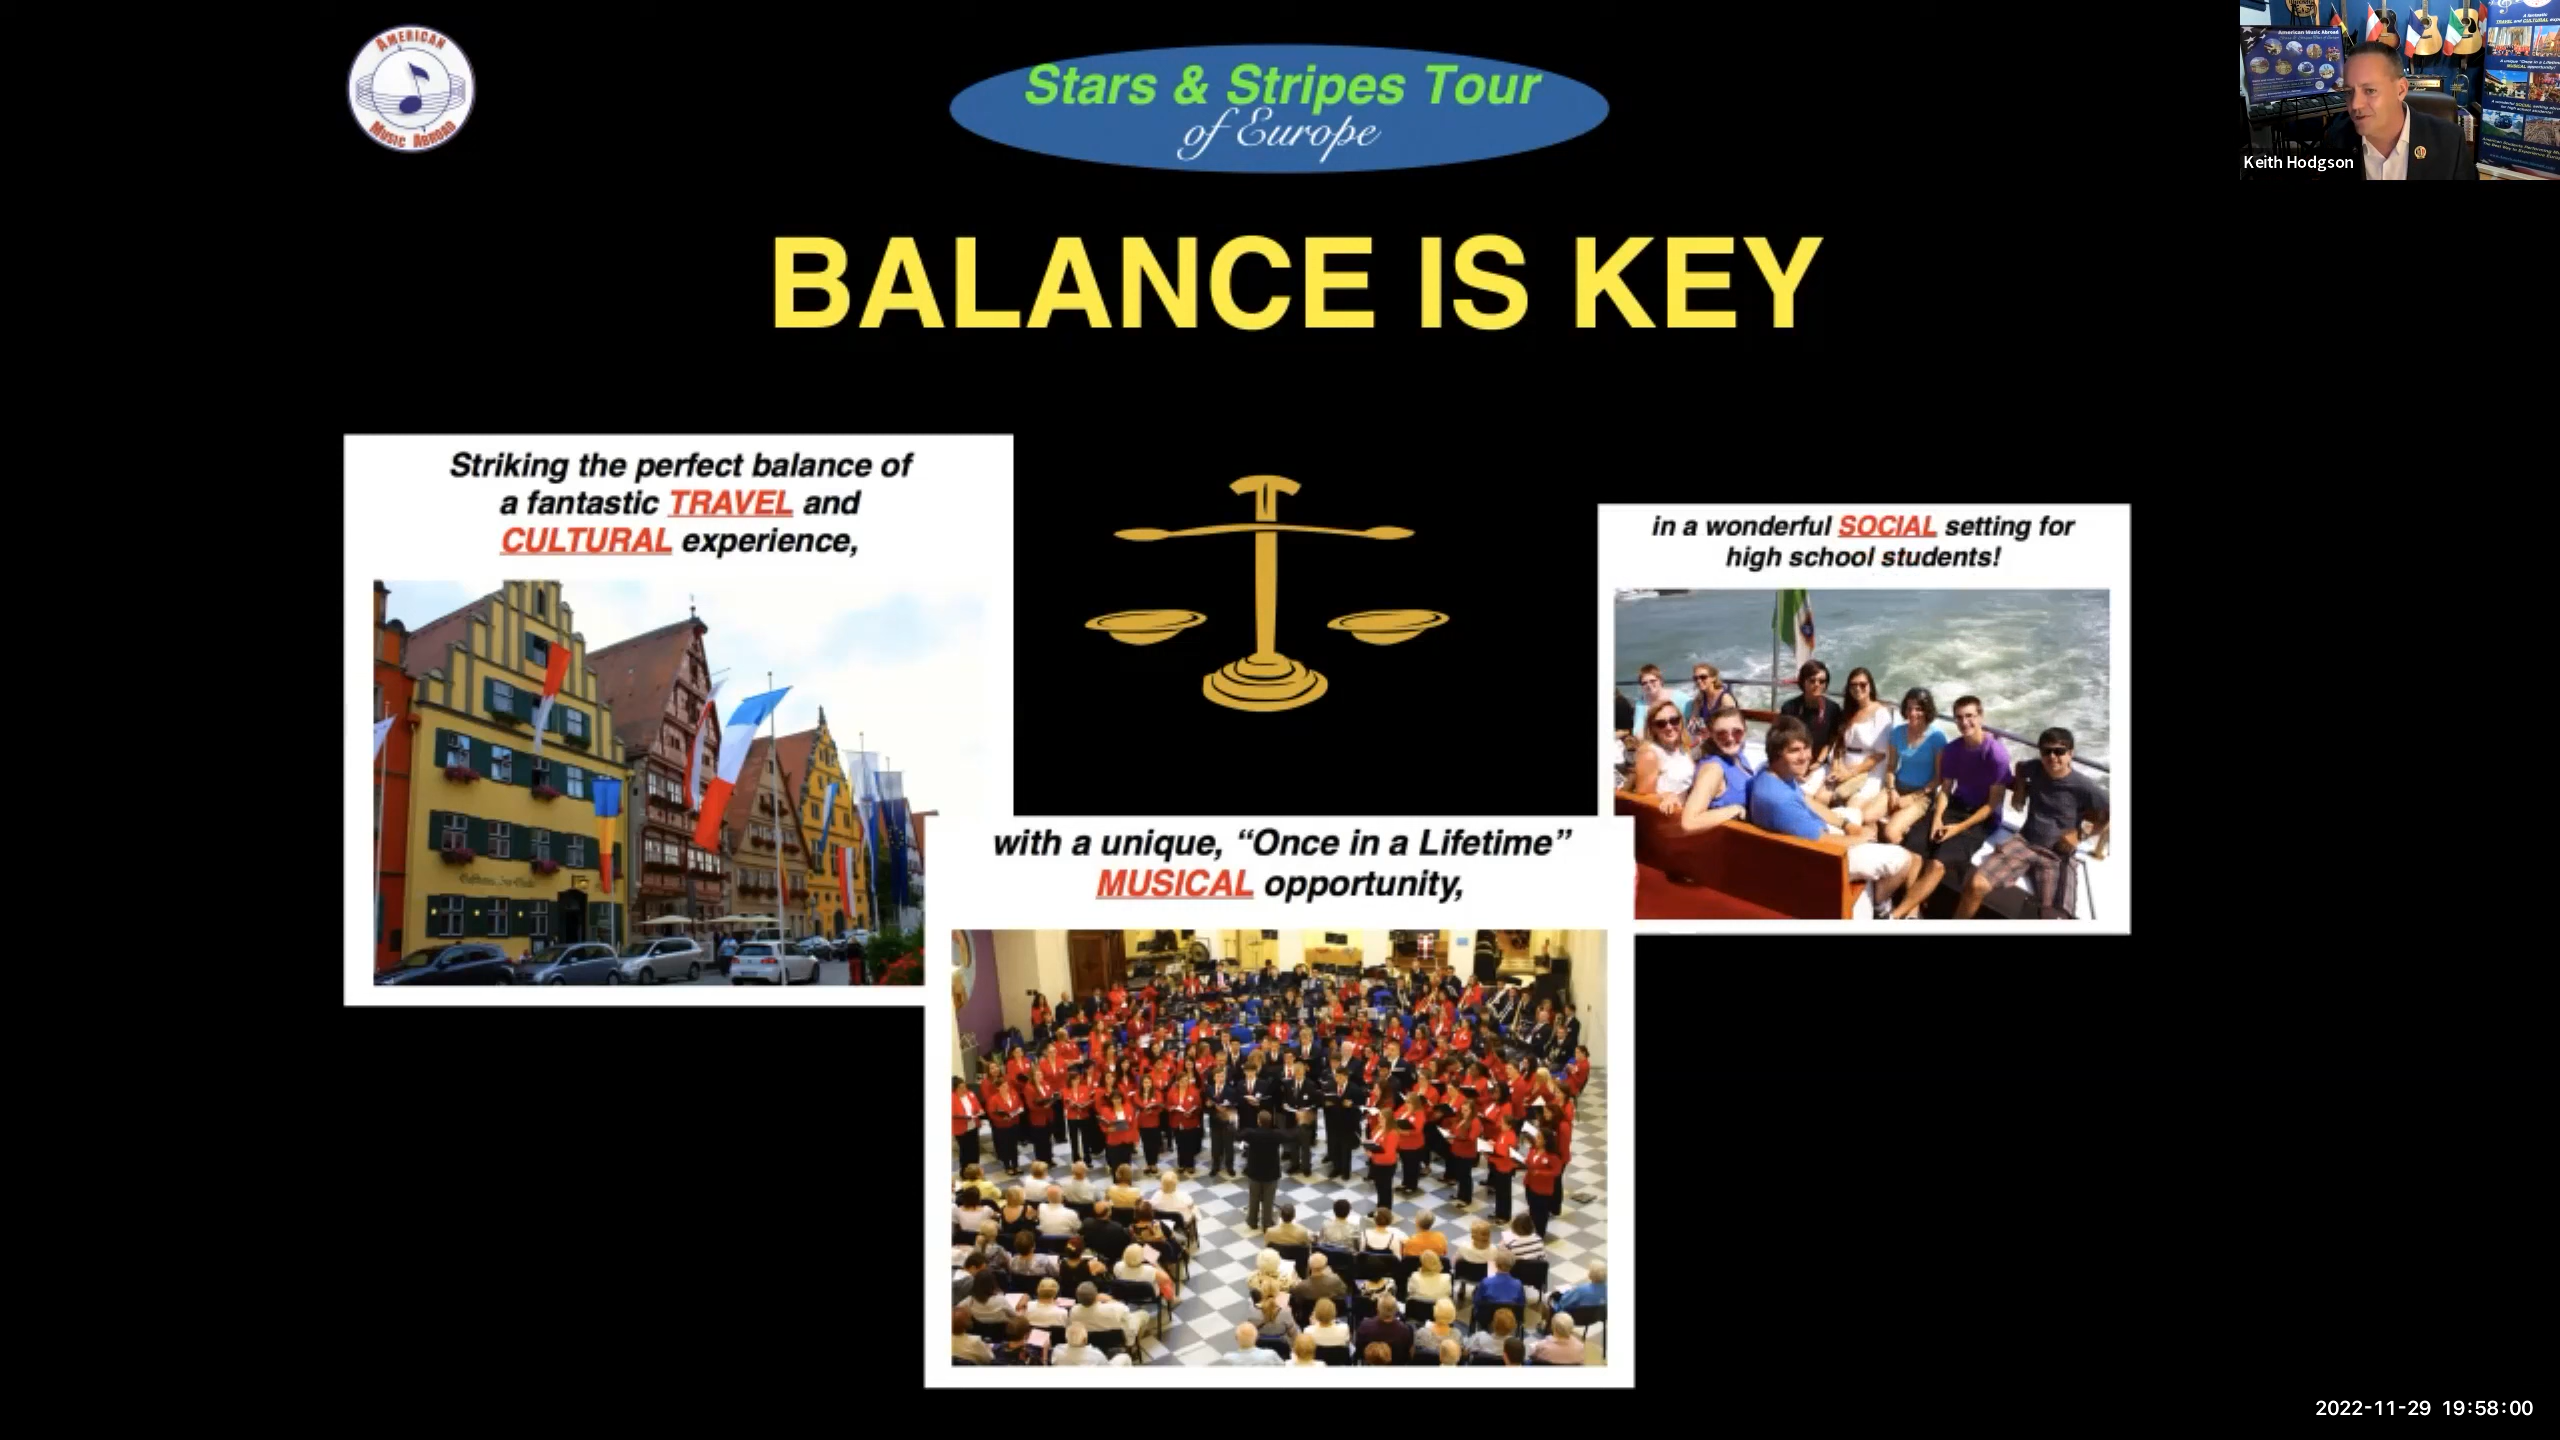 AMERICAN
MUSIC ABROAD
Stars & Stripes Tour
of Europe
Keith Hodgson
BALANCE IS KEY
Striking the perfect balance of
a fantastic TRAVEL and
CULTURAL experience,
in a wonderful SOCIAL setting for
high school students!
with a unique, “Once in a Lifetime”
MUSICAL opportunity,
2022-11-29 19:58:00